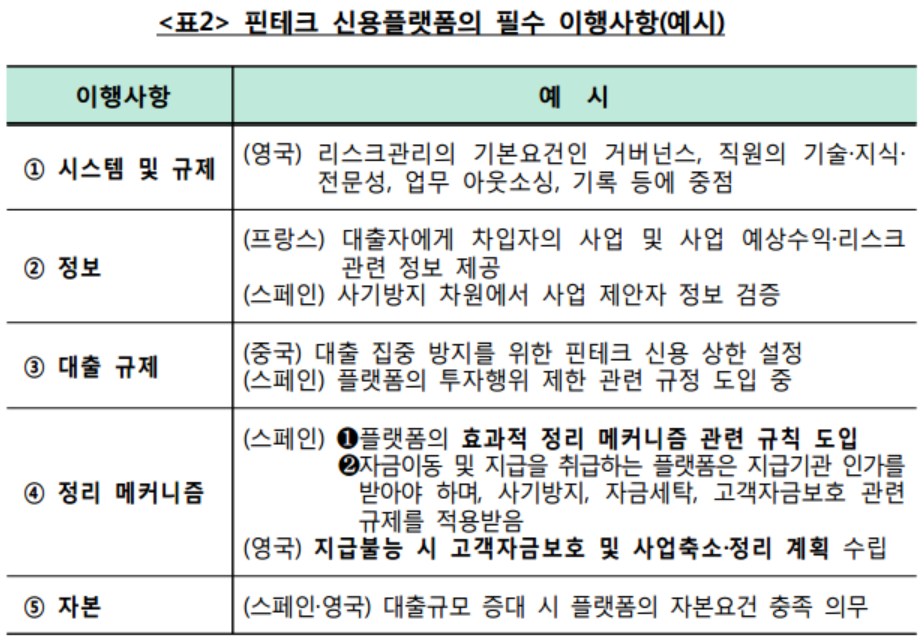 <표2> 핀테크 신용플랫폼의 필수 이행사항(예시)
이행사항
예 시
① 시스템 및 규제
(영국) 리스크관리의 기본요건인 거버넌스, 직원의 기술·지식·
전문성, 업무 아웃소싱, 기록 등에 중점
② 정보
(프랑스) 대출자에게 차입자의 사업 및 사업 예상수익·리스크
관련 정보 제공
(스페인) 사기방지 차원에서 사업 제안자 정보 검증
③ 대출 규제
(중국) 대출 집중 방지를 위한 핀테크 신용 상한 설정
(스페인) 플랫폼의 투자행위 제한 관련 규정 도입 중
④ 정리 메커니즘
(스페인) ❶플랫폼의 효과적 정리 메커니즘 관련 규칙 도입
❷자금이동 및 지급을 취급하는 플랫폼은 지급기관 인가를
받아야 하며, 사기방지, 자금세탁, 고객자금보호 관련
규제를 적용받음
(영국) 지급불능 시 고객자금보호 및 사업축소·정리 계획 수립
⑤ 자본
(스페인·영국) 대출규모 증대 시 플랫폼의 자본요건 충족 의무